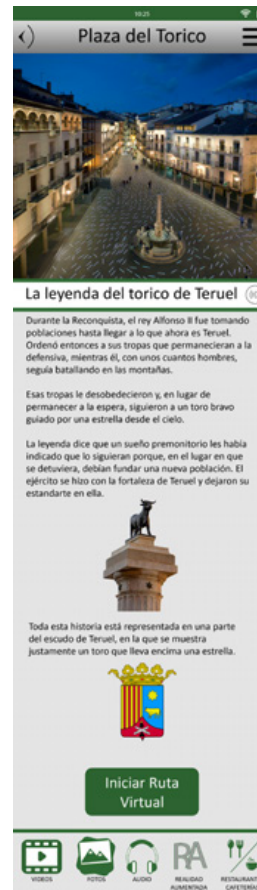 10:25
Plaza del Torico
La leyenda del torico de Teruel
Durante la Reconquista, el rey Alfonso II fue tomando
poblaciones hasta llegar a lo que ahora es Teruel.
Ordenó entonces a sus tropas que permanecieran a la
defensiva, mientras él, con unos cuantos hombres,
seguía batallando en las montañas.
Esas tropas le desobedecieron y, en lugar de
permanecer a la espera, siguieron a un toro bravo
guiado por una estrella desde el cielo.
La leyenda dice que un sueño premonitorio les había
indicado que lo siguieran porque, en el lugar en que
se detuviera, debían fundar una nueva población. El
ejército se hizo con la fortaleza de Teruel y dejaron su
estandarte en ella.
Toda esta historia está representada en una parte
del escudo de Teruel, en la que se muestra
justamente un toro que lleva encima una estrella.
Iniciar Ruta
Virtual
RA
VIDEOS
FOTOS
AUDIO
REALIDAD
AUMENTADA
RESTAURANT
CAFETERÍA